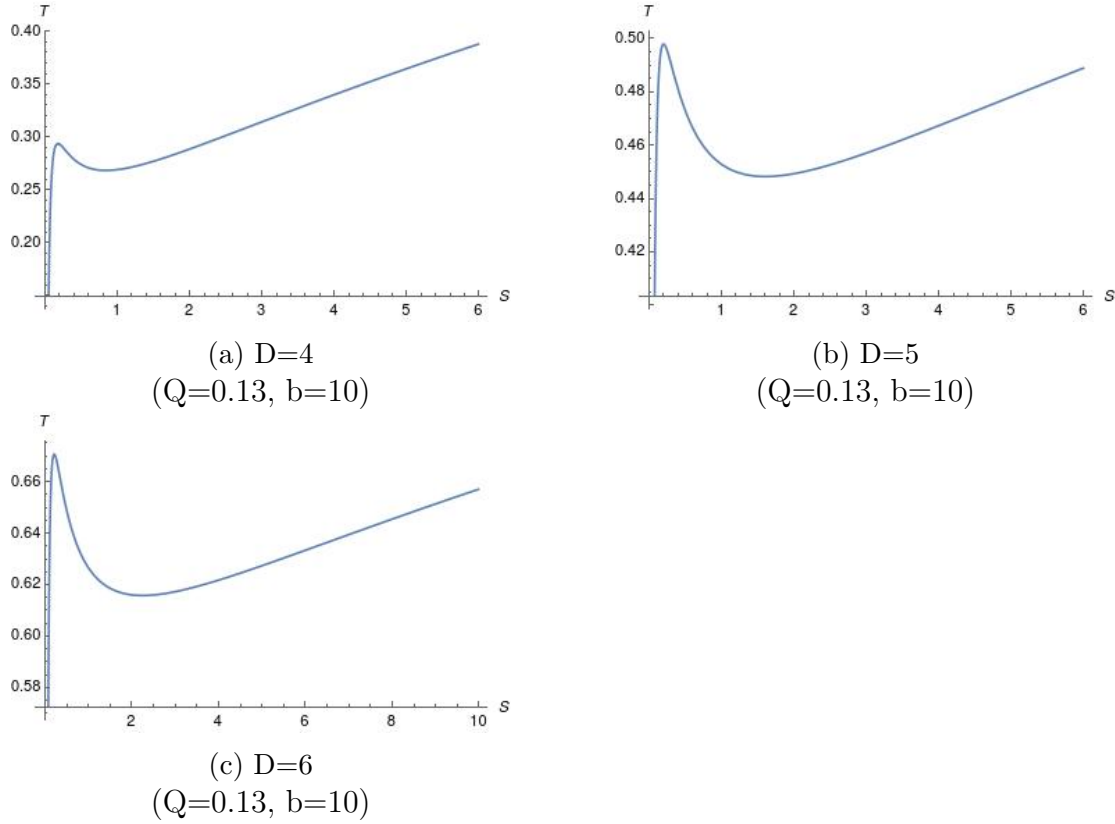 T
0.40
0.35
0.30
0.25
0.20
1 2 3 4 5 6 S
(a) D=4
(Q=0.13, b=10)
T
0.50
0.48
0.46
0.44
0.42
1 2 3 4 5 6 S
(b) D=5
(Q=0.13, b=10)
T
0.66
0.64
0.62
0.60
0.58
2 4 6 8 10 S
(c) D=6
(Q=0.13, b=10)